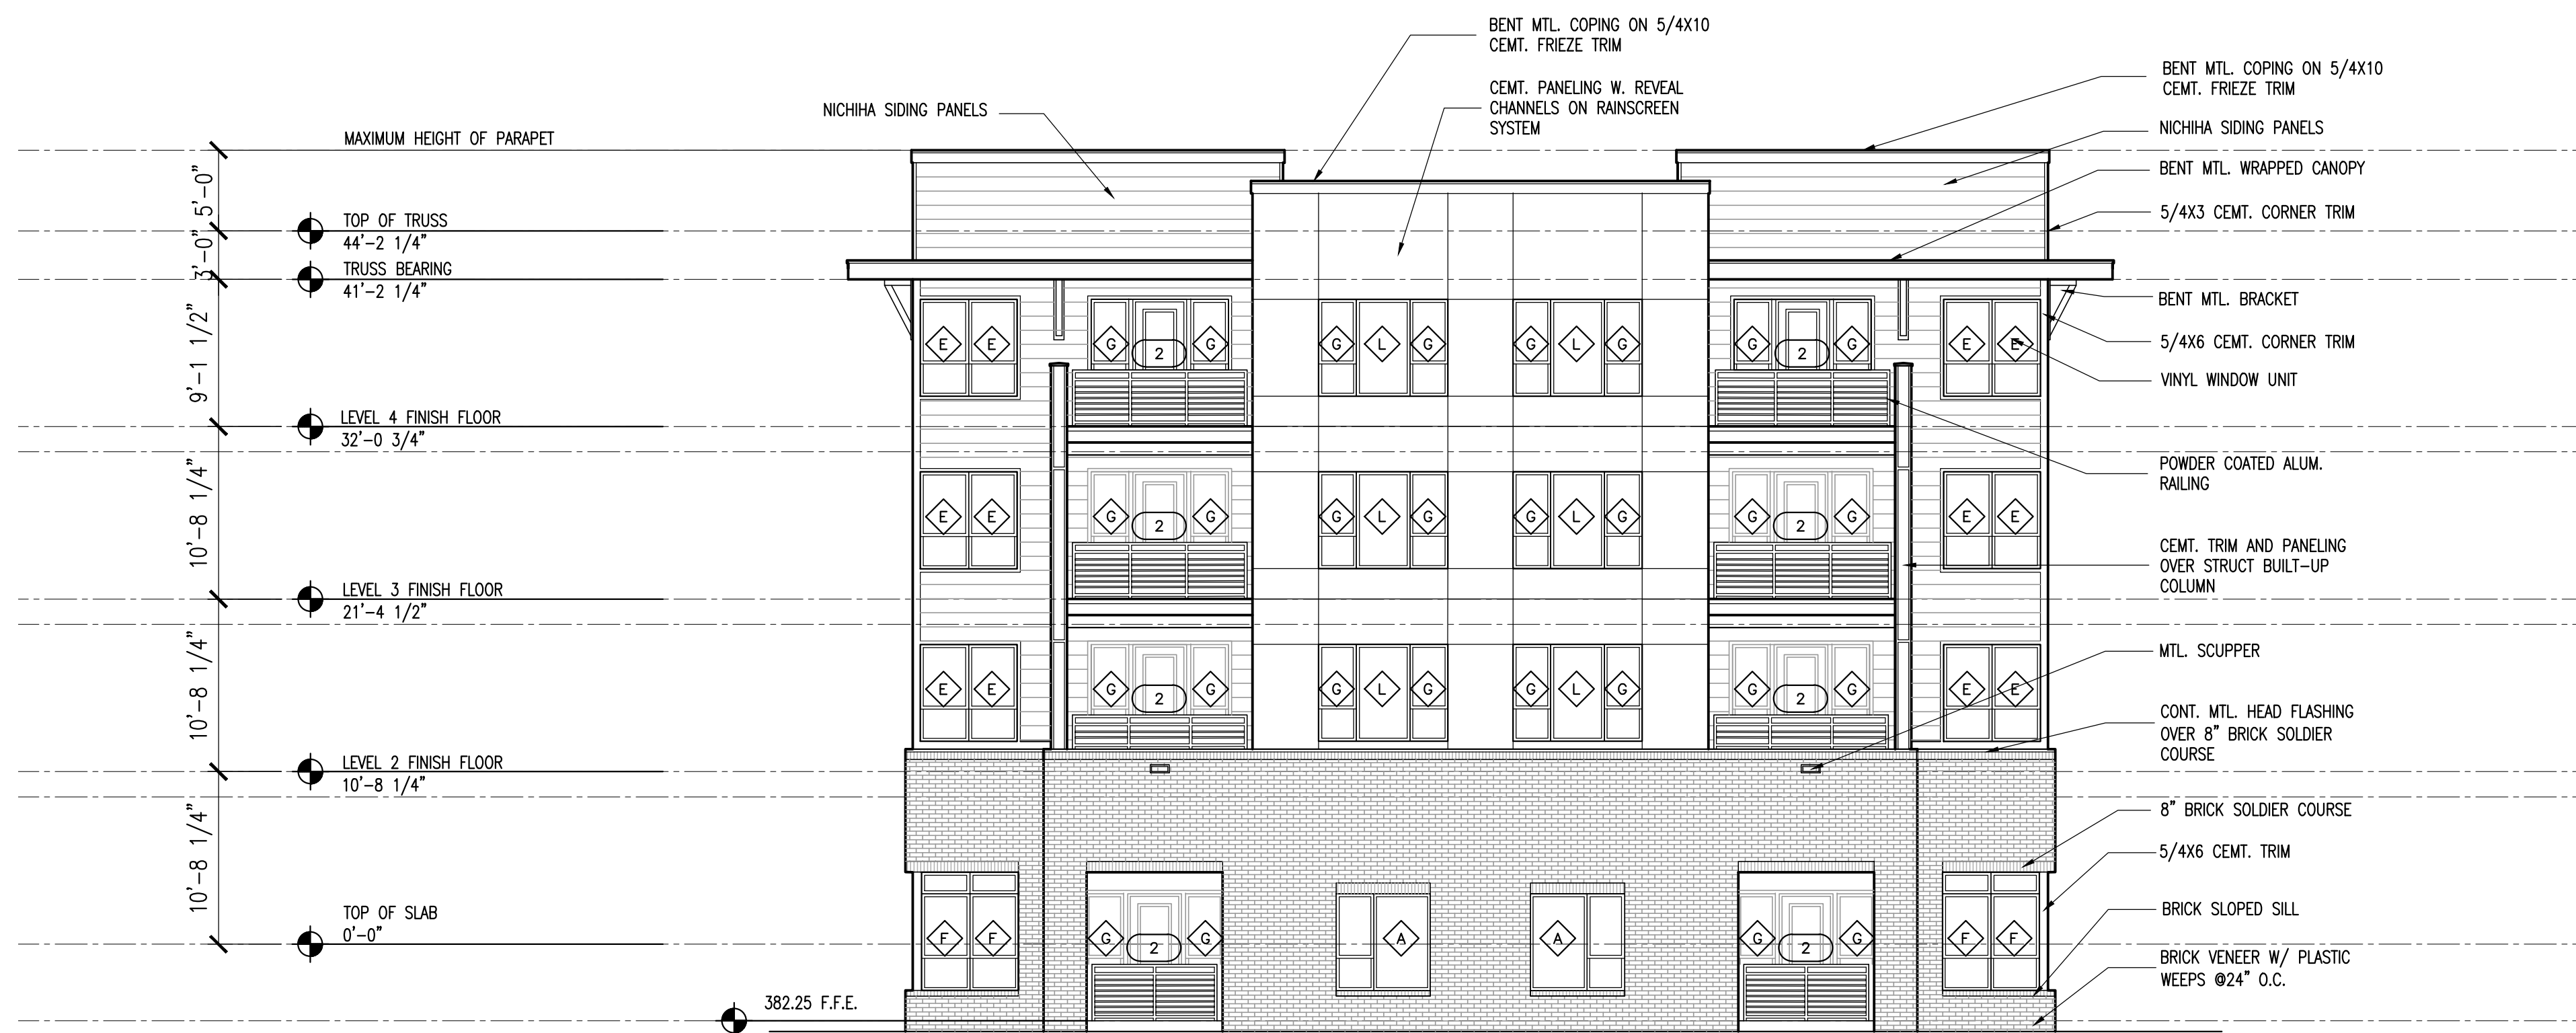 BENT MTL. COPING ON 5/4X10
CEMT. FRIEZE TRIM
BENT MTL. COPING ON 5/4X10
CEMT. FRIEZE TRIM
CEMT. PANELING W. REVEAL
CHANNELS ON RAINSCREEN
SYSTEM
NICHIHA SIDING PANELS
NICHIHA SIDING PANELS
MAXIMUM HEIGHT OF PARAPET
BENT MTL. WRAPPED CANOPY
5'-0"
TOP OF TRUSS
44'-2 1/4"
5/4X3 CEMT. CORNER TRIM
3'-0"
TRUSS BEARING
41'-2 1/4"
BENT MTL. BRACKET
9'-1 1/2"
E E G 2 G G L G G L G G 2 G E E
5/4X6 CEMT. CORNER TRIM
VINYL WINDOW UNIT
LEVEL 4 FINISH FLOOR
32'-0 3/4"
POWDER COATED ALUM.
RAILING
10'-8 1/4"
E E G 2 G G L G G L G G 2 G E E
CEMT. TRIM AND PANELING
OVER STRUCT BUILT-UP
COLUMN
LEVEL 3 FINISH FLOOR
21'-4 1/2"
MTL. SCUPPER
10'-8 1/4"
E E G 2 G G L G G L G G 2 G E E
CONT. MTL. HEAD FLASHING
OVER 8" BRICK SOLDIER
COURSE
LEVEL 2 FINISH FLOOR
10'-8 1/4"
8" BRICK SOLDIER COURSE
10'-8 1/4"
5/4X6 CEMT. TRIM
TOP OF SLAB
0'-0"
BRICK SLOPED SILL
F F G 2 G A A G 2 G F F
BRICK VENEER W/ PLASTIC
WEEPS @24" O.C.
382.25 F.F.E.